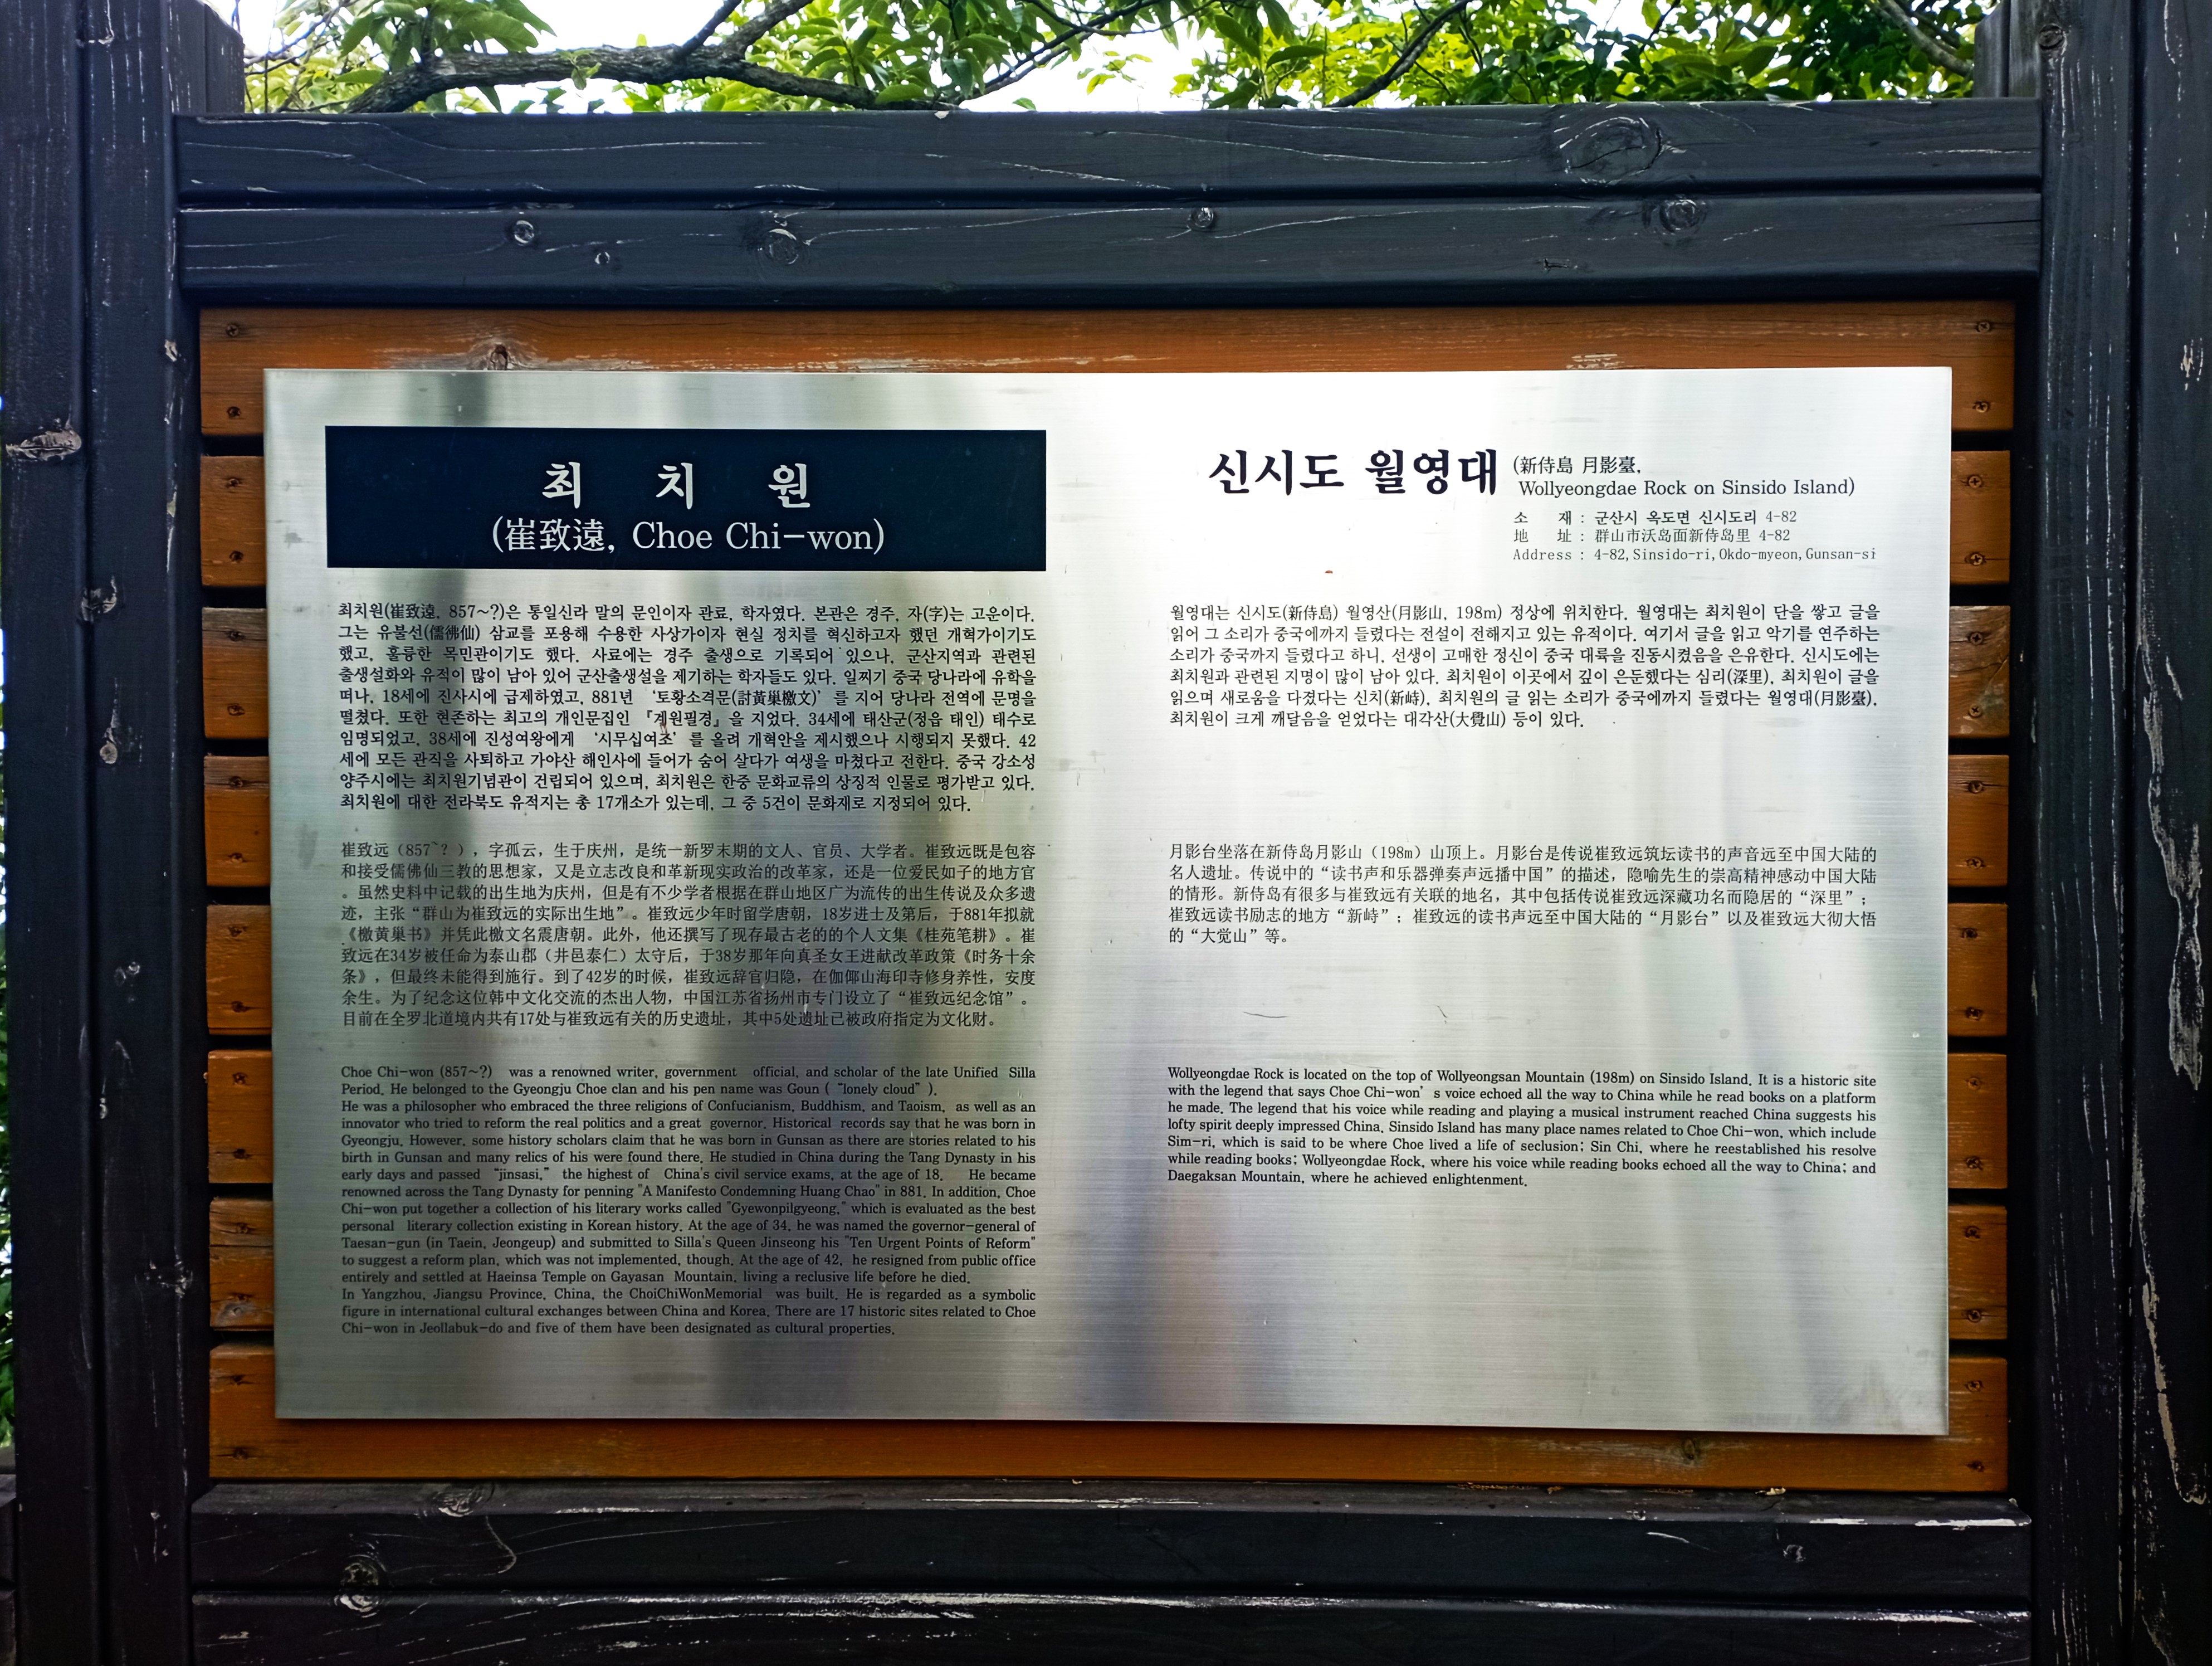 최 치 원
(崔致遠, Choe Chi-won)
최치원(崔致遠, 857~?)은 통일신라 말의 문인이자 관료, 학자였다. 본관은 경주, 자(字)는 고운이다.
그는 유불선(儒彿仙) 삼교를 포용해 수용한 사상가이자 현실 정치를 혁신하고자 했던 개혁가이기도
했고, 훌륭한 목민관이기도 했다. 사료에는 경주 출생으로 기록되어 있으나, 군산지역과 관련된
출생설화와 유적이 많이 남아 있어 군산출생설을 제기하는 학자들도 있다. 일찌기 중국 당나라에 유학을
떠나, 18세에 진사시에 급제하였고, 881년 ‘토황소격문(討黃巢檄文)’를 지어 당나라 전역에 문명을
떨쳤다. 또한 현존하는 최고의 개인문집인 『계원필경』을 지었다. 34세에 태산군(정읍 태인) 태수로
임명되었고, 38세에 진성여왕에게 ‘시무십여조’를 올려 개혁안을 제시했으나 시행되지 못했다. 42
세에 모든 관직을 사퇴하고 가야산 해인사에 들어가 숨어 살다가 여생을 마쳤다고 전한다. 중국 강소성
양주시에는 최치원기념관이 건립되어 있으며, 최치원은 한중 문화교류의 상징적 인물로 평가받고 있다.
최치원에 대한 전라북도 유적지는 총 17개소가 있는데, 그 중 5건이 문화재로 지정되어 있다.
崔致远（857~？），字孤云，生于庆州，是统一新罗末期的文人、官员、大学者。崔致远既是包容
和接受儒佛仙三教的思想家，又是立志改良和革新现实政治的改革家，还是一位爱民如子的地方官
。虽然史料中记载的出生地为庆州，但是有不少学者根据在群山地区广为流传的出生传说及众多遗
迹，主张“群山为崔致远的实际出生地”。崔致远少年时留学唐朝，18岁进士及第后，于881年拟就
《檄黄巢书》并凭此檄文名震唐朝。此外，他还撰写了现存最古老的的个人文集《桂苑笔耕》。崔
致远在34岁被任命为泰山郡（井邑泰仁）太守后，于38岁那年向真圣女王进献改革政策《时务十余
条》，但最终未能得到施行。到了42岁的时候，崔致远辞官归隐，在伽倻山海印寺修身养性，安度
余生。为了纪念这位韩中文化交流的杰出人物，中国江苏省扬州市专门设立了“崔致远纪念馆”。
目前在全罗北道境内共有17处与崔致远有关的历史遗址，其中5处遗址已被政府指定为文化财。
Choe Chi-won (857~?) was a renowned writer, government official, and scholar of the late Unified Silla
Period. He belonged to the Gyeongju Choe clan and his pen name was Goun ( “lonely cloud” ).
He was a philosopher who embraced the three religions of Confucianism, Buddhism, and Taoism, as well as an
innovator who tried to reform the real politics and a great governor. Historical records say that he was born in
Gyeongju. However, some history scholars claim that he was born in Gunsan as there are stories related to his
birth in Gunsan and many relics of his were found there. He studied in China during the Tang Dynasty in his
early days and passed “jinsasi,” the highest of China's civil service exams, at the age of 18. He became
renowned across the Tang Dynasty for penning "A Manifesto Condemning Huang Chao" in 881. In addition, Choe
Chi-won put together a collection of his literary works called "Gyewonpilgyeong," which is evaluated as the best
personal literary collection existing in Korean history. At the age of 34, he was named the governor-general of
Taesan-gun (in Taein, Jeongeup) and submitted to Silla's Queen Jinseong his "Ten Urgent Points of Reform"
to suggest a reform plan, which was not implemented, though. At the age of 42, he resigned from public office
entirely and settled at Haeinsa Temple on Gayasan Mountain, living a reclusive life before he died.
In Yangzhou, Jiangsu Province, China, the ChoiChiWonMemorial was built. He is regarded as a symbolic
figure in international cultural exchanges between China and Korea. There are 17 historic sites related to Choe
Chi-won in Jeollabuk-do and five of them have been designated as cultural properties.
신시도 월영대 (新侍島 月影臺,
Wollyeongdae Rock on Sinsido Island)
소 재 : 군산시 옥도면 신시도리 4-82
地 址 : 群山市沃岛面新侍岛里 4-82
Address : 4-82,Sinsido-ri,Okdo-myeon,Gunsan-si
월영대는 신시도(新侍島) 월영산(月影山, 198m) 정상에 위치한다. 월영대는 최치원이 단을 쌓고 글을
읽어 그 소리가 중국에까지 들렸다는 전설이 전해지고 있는 유적이다. 여기서 글을 읽고 악기를 연주하는
소리가 중국까지 들렸다고 하니, 선생이 고매한 정신이 중국 대륙을 진동시켰음을 은유한다. 신시도에는
최치원과 관련된 지명이 많이 남아 있다. 최치원이 이곳에서 깊이 은둔했다는 심리(深里), 최치원이 글을
읽으며 새로움을 다졌다는 신치(新峙), 최치원의 글 읽는 소리가 중국에까지 들렸다는 월영대(月影臺),
최치원이 크게 깨달음을 얻었다는 대각산(大覺山) 등이 있다.
月影台坐落在新侍岛月影山（198m）山顶上。月影台是传说崔致远筑坛读书的声音远至中国大陆的
名人遗址。传说中的“读书声和乐器弹奏声远播中国”的描述，隐喻先生的崇高精神感动中国大陆
的情形。新侍岛有很多与崔致远有关联的地名，其中包括传说崔致远深藏功名而隐居的“深里”；
崔致远读书励志的地方“新峙”；崔致远的读书声远至中国大陆的“月影台”以及崔致远大彻大悟
的“大觉山”等。
Wollyeongdae Rock is located on the top of Wollyeongsan Mountain (198m) on Sinsido Island. It is a historic site
with the legend that says Choe Chi-won’ s voice echoed all the way to China while he read books on a platform
he made. The legend that his voice while reading and playing a musical instrument reached China suggests his
lofty spirit deeply impressed China. Sinsido Island has many place names related to Choe Chi-won, which include
Sim-ri, which is said to be where Choe lived a life of seclusion; Sin Chi, where he reestablished his resolve
while reading books; Wollyeongdae Rock, where his voice while reading books echoed all the way to China; and
Daegaksan Mountain, where he achieved enlightenment.